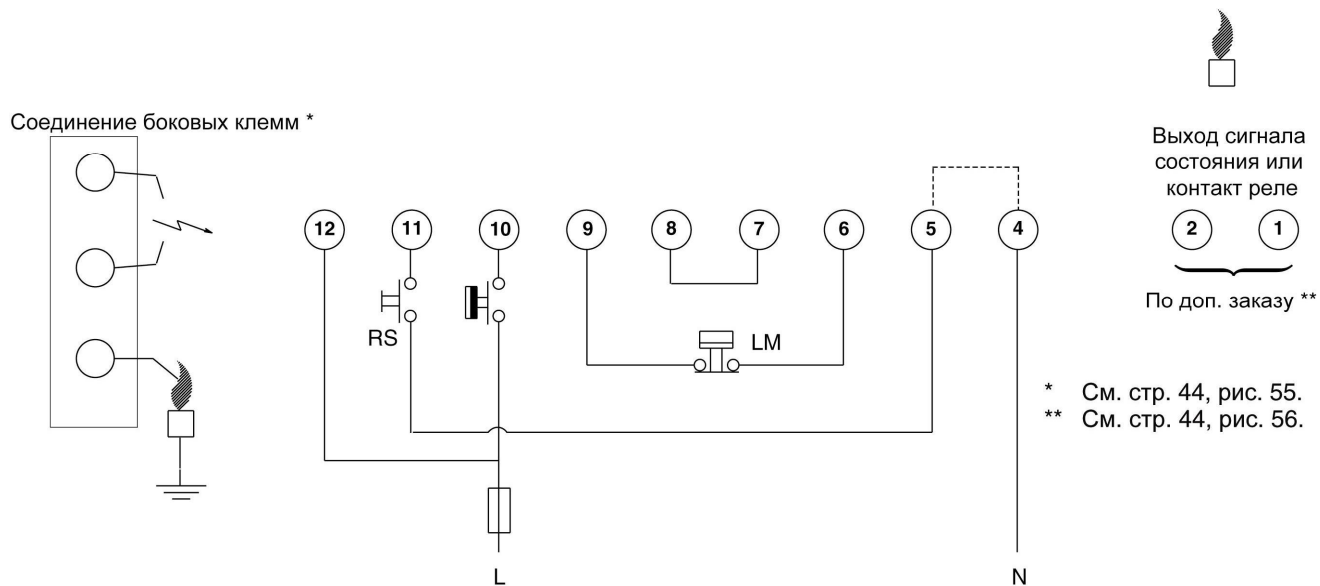 Соединение боковых клемм *
Выход сигнала
состояния или
контакт реле
12 11 10 9 8 7 6 5 4 2 1
По доп. заказу **
RS
LM
* См. стр. 44, рис. 55.
** См. стр. 44, рис. 56.
L N